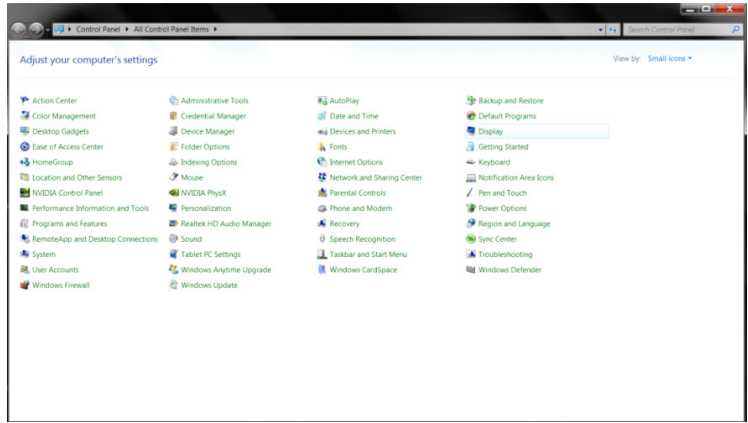 Control Panel ▸ All Control Panel Items ▸
Search Control Panel
Adjust your computer's settings
View by: Small icons
Action Center
Administrative Tools
AutoPlay
Backup and Restore
Color Management
Credential Manager
Date and Time
Default Programs
Desktop Gadgets
Device Manager
Devices and Printers
Display
Ease of Access Center
Folder Options
Fonts
Getting Started
HomeGroup
Indexing Options
Internet Options
Keyboard
Location and Other Sensors
Mouse
Network and Sharing Center
Notification Area Icons
NVIDIA Control Panel
NVIDIA PhysX
Parental Controls
Pen and Touch
Performance Information and Tools
Personalization
Phone and Modem
Power Options
Programs and Features
Realtek HD Audio Manager
Recovery
Region and Language
RemoteApp and Desktop Connections
Sound
Speech Recognition
Sync Center
System
Tablet PC Settings
Taskbar and Start Menu
Troubleshooting
User Accounts
Windows Anytime Upgrade
Windows CardSpace
Windows Defender
Windows Firewall
Windows Update